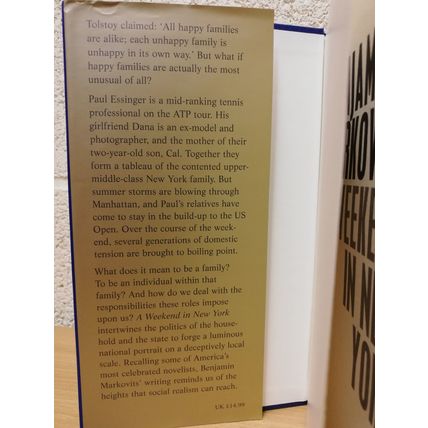 Tolstoy claimed: ‘All happy families
are alike; each unhappy family is
unhappy in its own way.’ But what if
happy families are actually the most
unusual of all?
Paul Essinger is a mid-ranking tennis
professional on the ATP tour. His
girlfriend Dana is an ex-model and
photographer, and the mother of their
two-year-old son, Cal. Together they
form a tableau of the contented upper-
middle-class New York family. But
summer storms are blowing through
Manhattan, and Paul’s relatives have
come to stay in the build-up to the US
Open. Over the course of the week-
end, several generations of domestic
tension are brought to boiling point.
What does it mean to be a family?
To be an individual within that
family? And how do we deal with the
responsibilities these roles impose
upon us? A Weekend in New York
intertwines the politics of the house-
hold and the state to forge a luminous
national portrait on a deceptively local
scale. Recalling some of America’s
most celebrated novelists, Benjamin
Markovits’ writing reminds us of the
heights that social realism can reach.
UK £14.99
IN